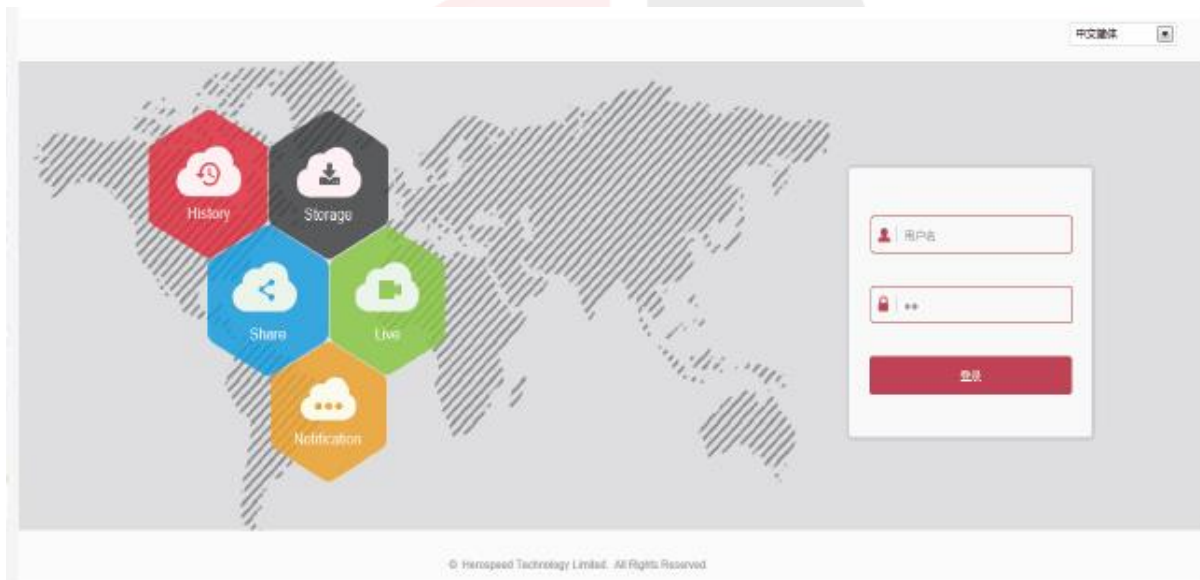 中文簡体
History
Storage
用户名
Share
Live
**
登录
Notification
© Herospeed Technology Limited. All Rights Reserved.